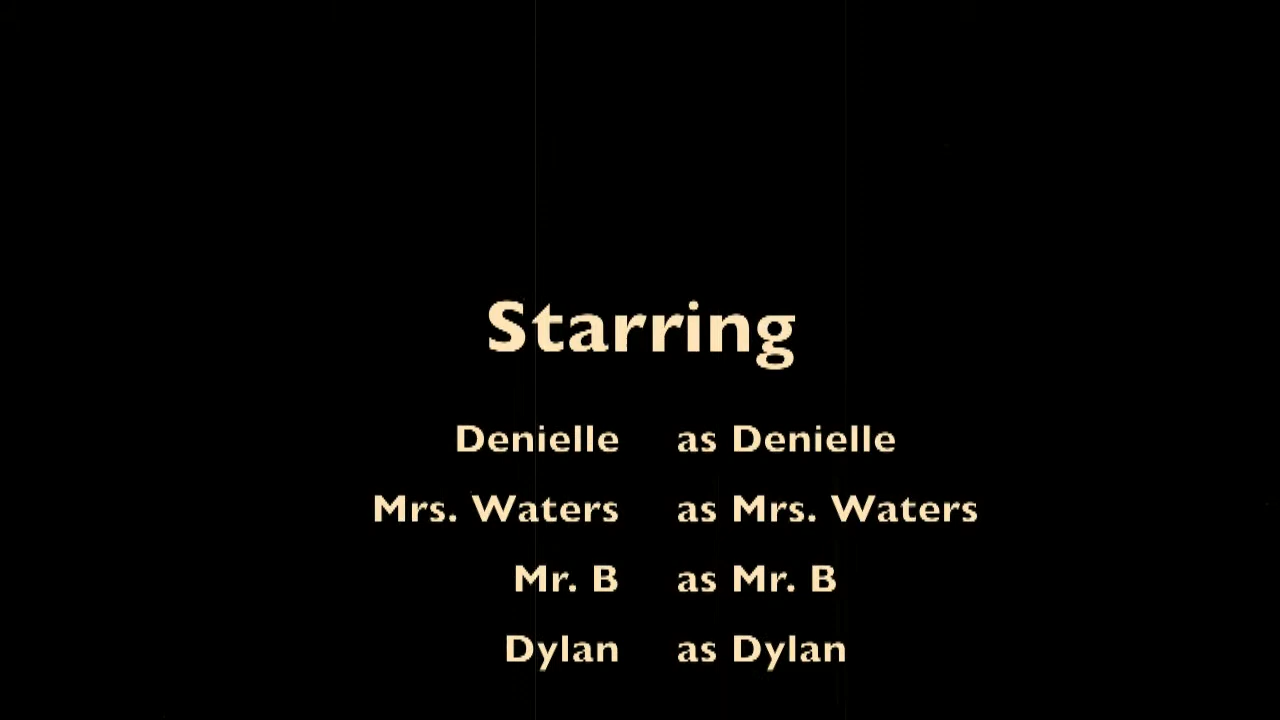 Starring
Denielle as Denielle
Mrs. Waters as Mrs. Waters
Mr. B as Mr. B
Dylan as Dylan